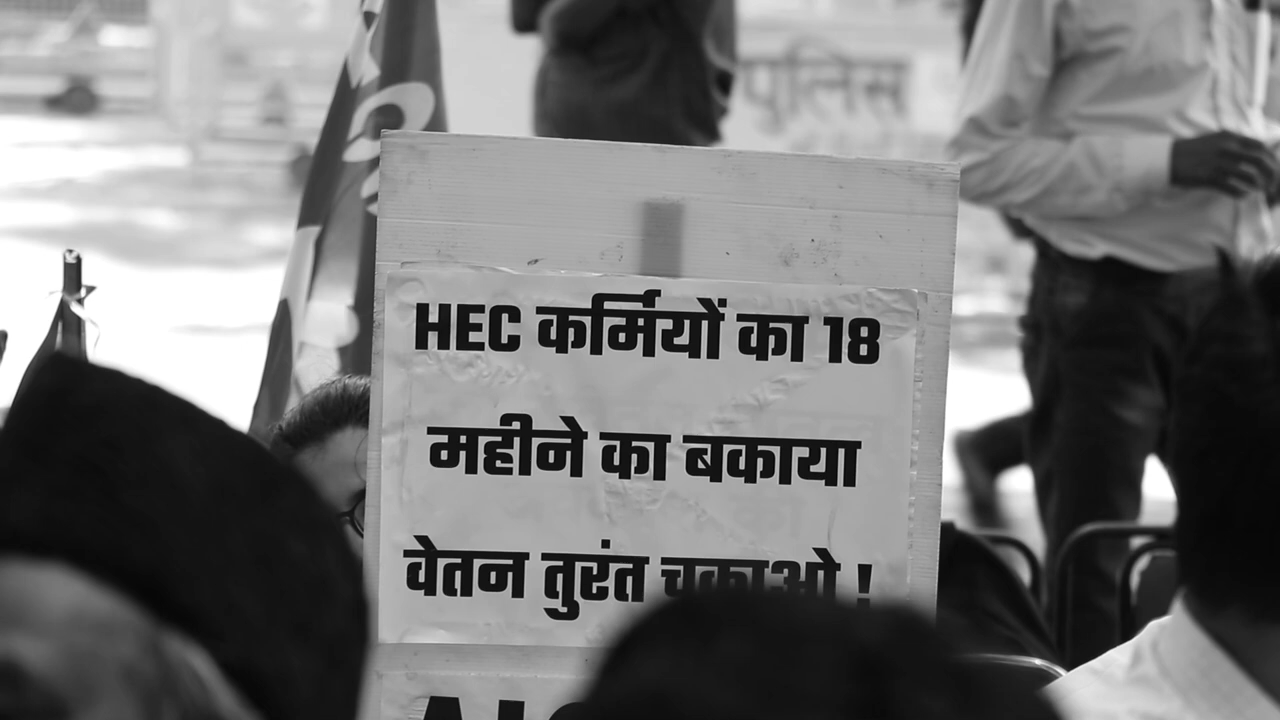 पुलिस
HEC कर्मियों का 18
महीने का बकाया
वेतन तुरंत चुकाओ !